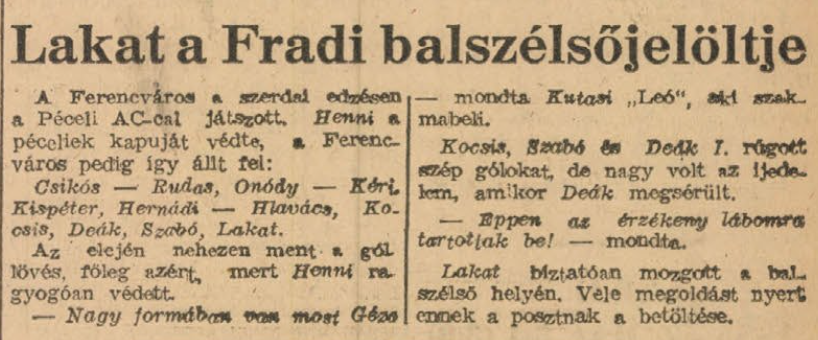 Lakat a Fradi balszélsőjelöltje
A Ferencváros a szerdai edzésen
a Péceli AC-cal játszott. Henni a
péceliek kapuját védte, a Ferenc-
város pedig így állt fel:
Csikós — Rudas, Onódy — Kéri,
Kispéter, Hernádi — Hlavács, Ko-
csis, Deák, Szabó, Lakat.
Az elején nehezen ment a gól
lövés, főleg azért, mert Henni ra-
gyogóan védett.
— Nagy formában van most Géza
— mondta Kutasi „Leó“, aki szak-
mabeli.
Kocsis, Szabó és Deák I. rúgott
szép gólokat, de nagy volt az ijede-
lem, amikor Deák megsérült.
— Eppen az érzékeny lábomra
tartottak be! — mondta.
Lakat biztatóan mozgott a bal-
szélső helyén. Vele megoldást nyert
ennek a posztnak a betöltése.